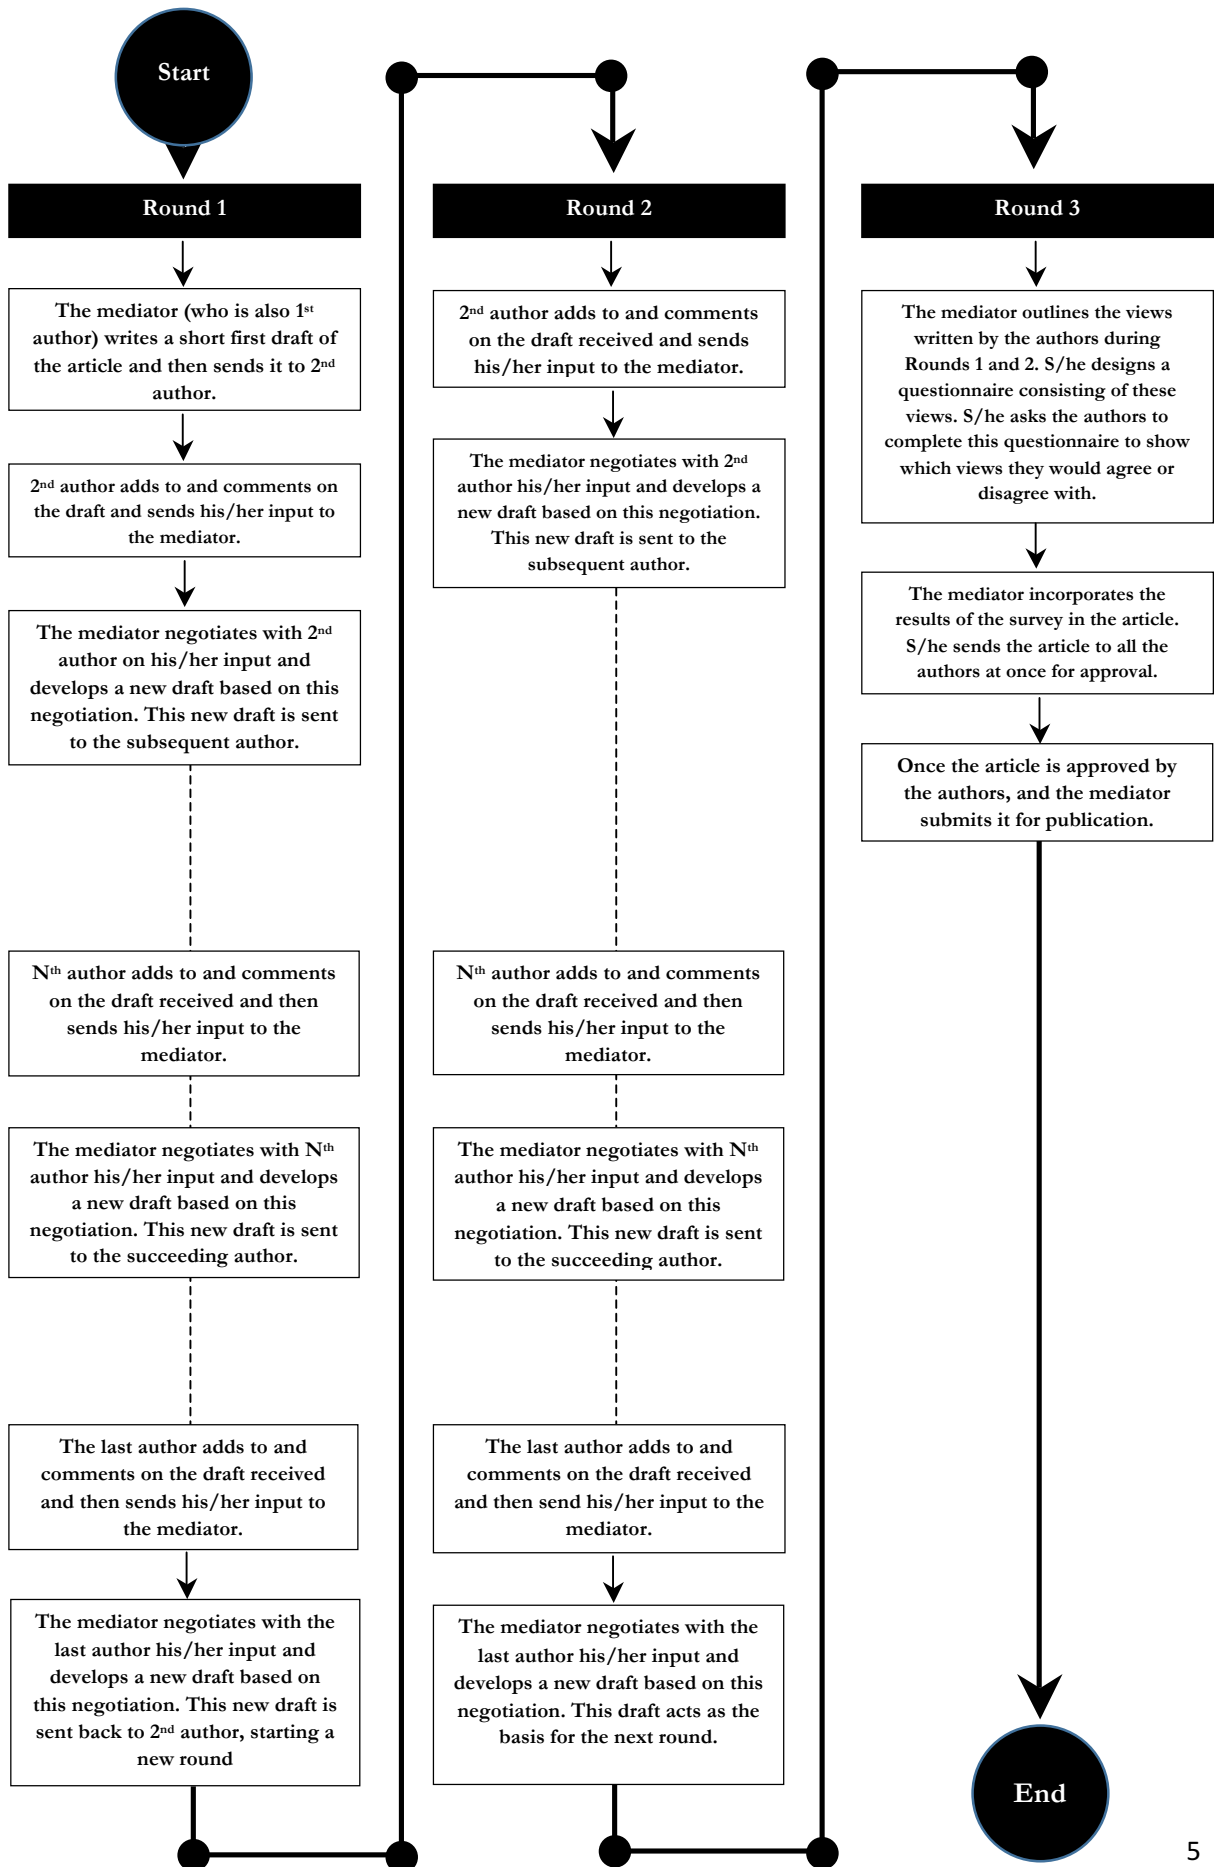 Start
Round 1
The mediator (who is also 1st
author) writes a short first draft of
the article and then sends it to 2nd
author.
2nd author adds to and comments on
the draft and sends his/her input to
the mediator.
The mediator negotiates with 2nd
author on his/her input and
develops a new draft based on this
negotiation. This new draft is sent
to the subsequent author.
Nth author adds to and comments
on the draft received and then
sends his/her input to the
mediator.
The mediator negotiates with Nth
author his/her input and develops
a new draft based on this
negotiation. This new draft is sent
to the succeeding author.
The last author adds to and
comments on the draft received
and then sends his/her input to
the mediator.
The mediator negotiates with the
last author his/her input and
develops a new draft based on
this negotiation. This new draft is
sent back to 2nd author, starting a
new round
Round 2
2nd author adds to and comments
on the draft received and sends
his/her input to the mediator.
The mediator negotiates with 2nd
author his/her input and develops a
new draft based on this negotiation.
This new draft is sent to the
subsequent author.
Nth author adds to and comments
on the draft received and then
sends his/her input to the
mediator.
The mediator negotiates with Nth
author his/her input and develops
a new draft based on this
negotiation. This new draft is sent
to the succeeding author.
The last author adds to and
comments on the draft received
and then send his/her input to the
mediator.
The mediator negotiates with the
last author his/her input and
develops a new draft based on this
negotiation. This draft acts as the
basis for the next round.
Round 3
The mediator outlines the views
written by the authors during
Rounds 1 and 2. S/he designs a
questionnaire consisting of these
views. S/he asks the authors to
complete this questionnaire to show
which views they would agree or
disagree with.
The mediator incorporates the
results of the survey in the article.
S/he sends the article to all the
authors at once for approval.
Once the article is approved by
the authors, and the mediator
submits it for publication.
End
5